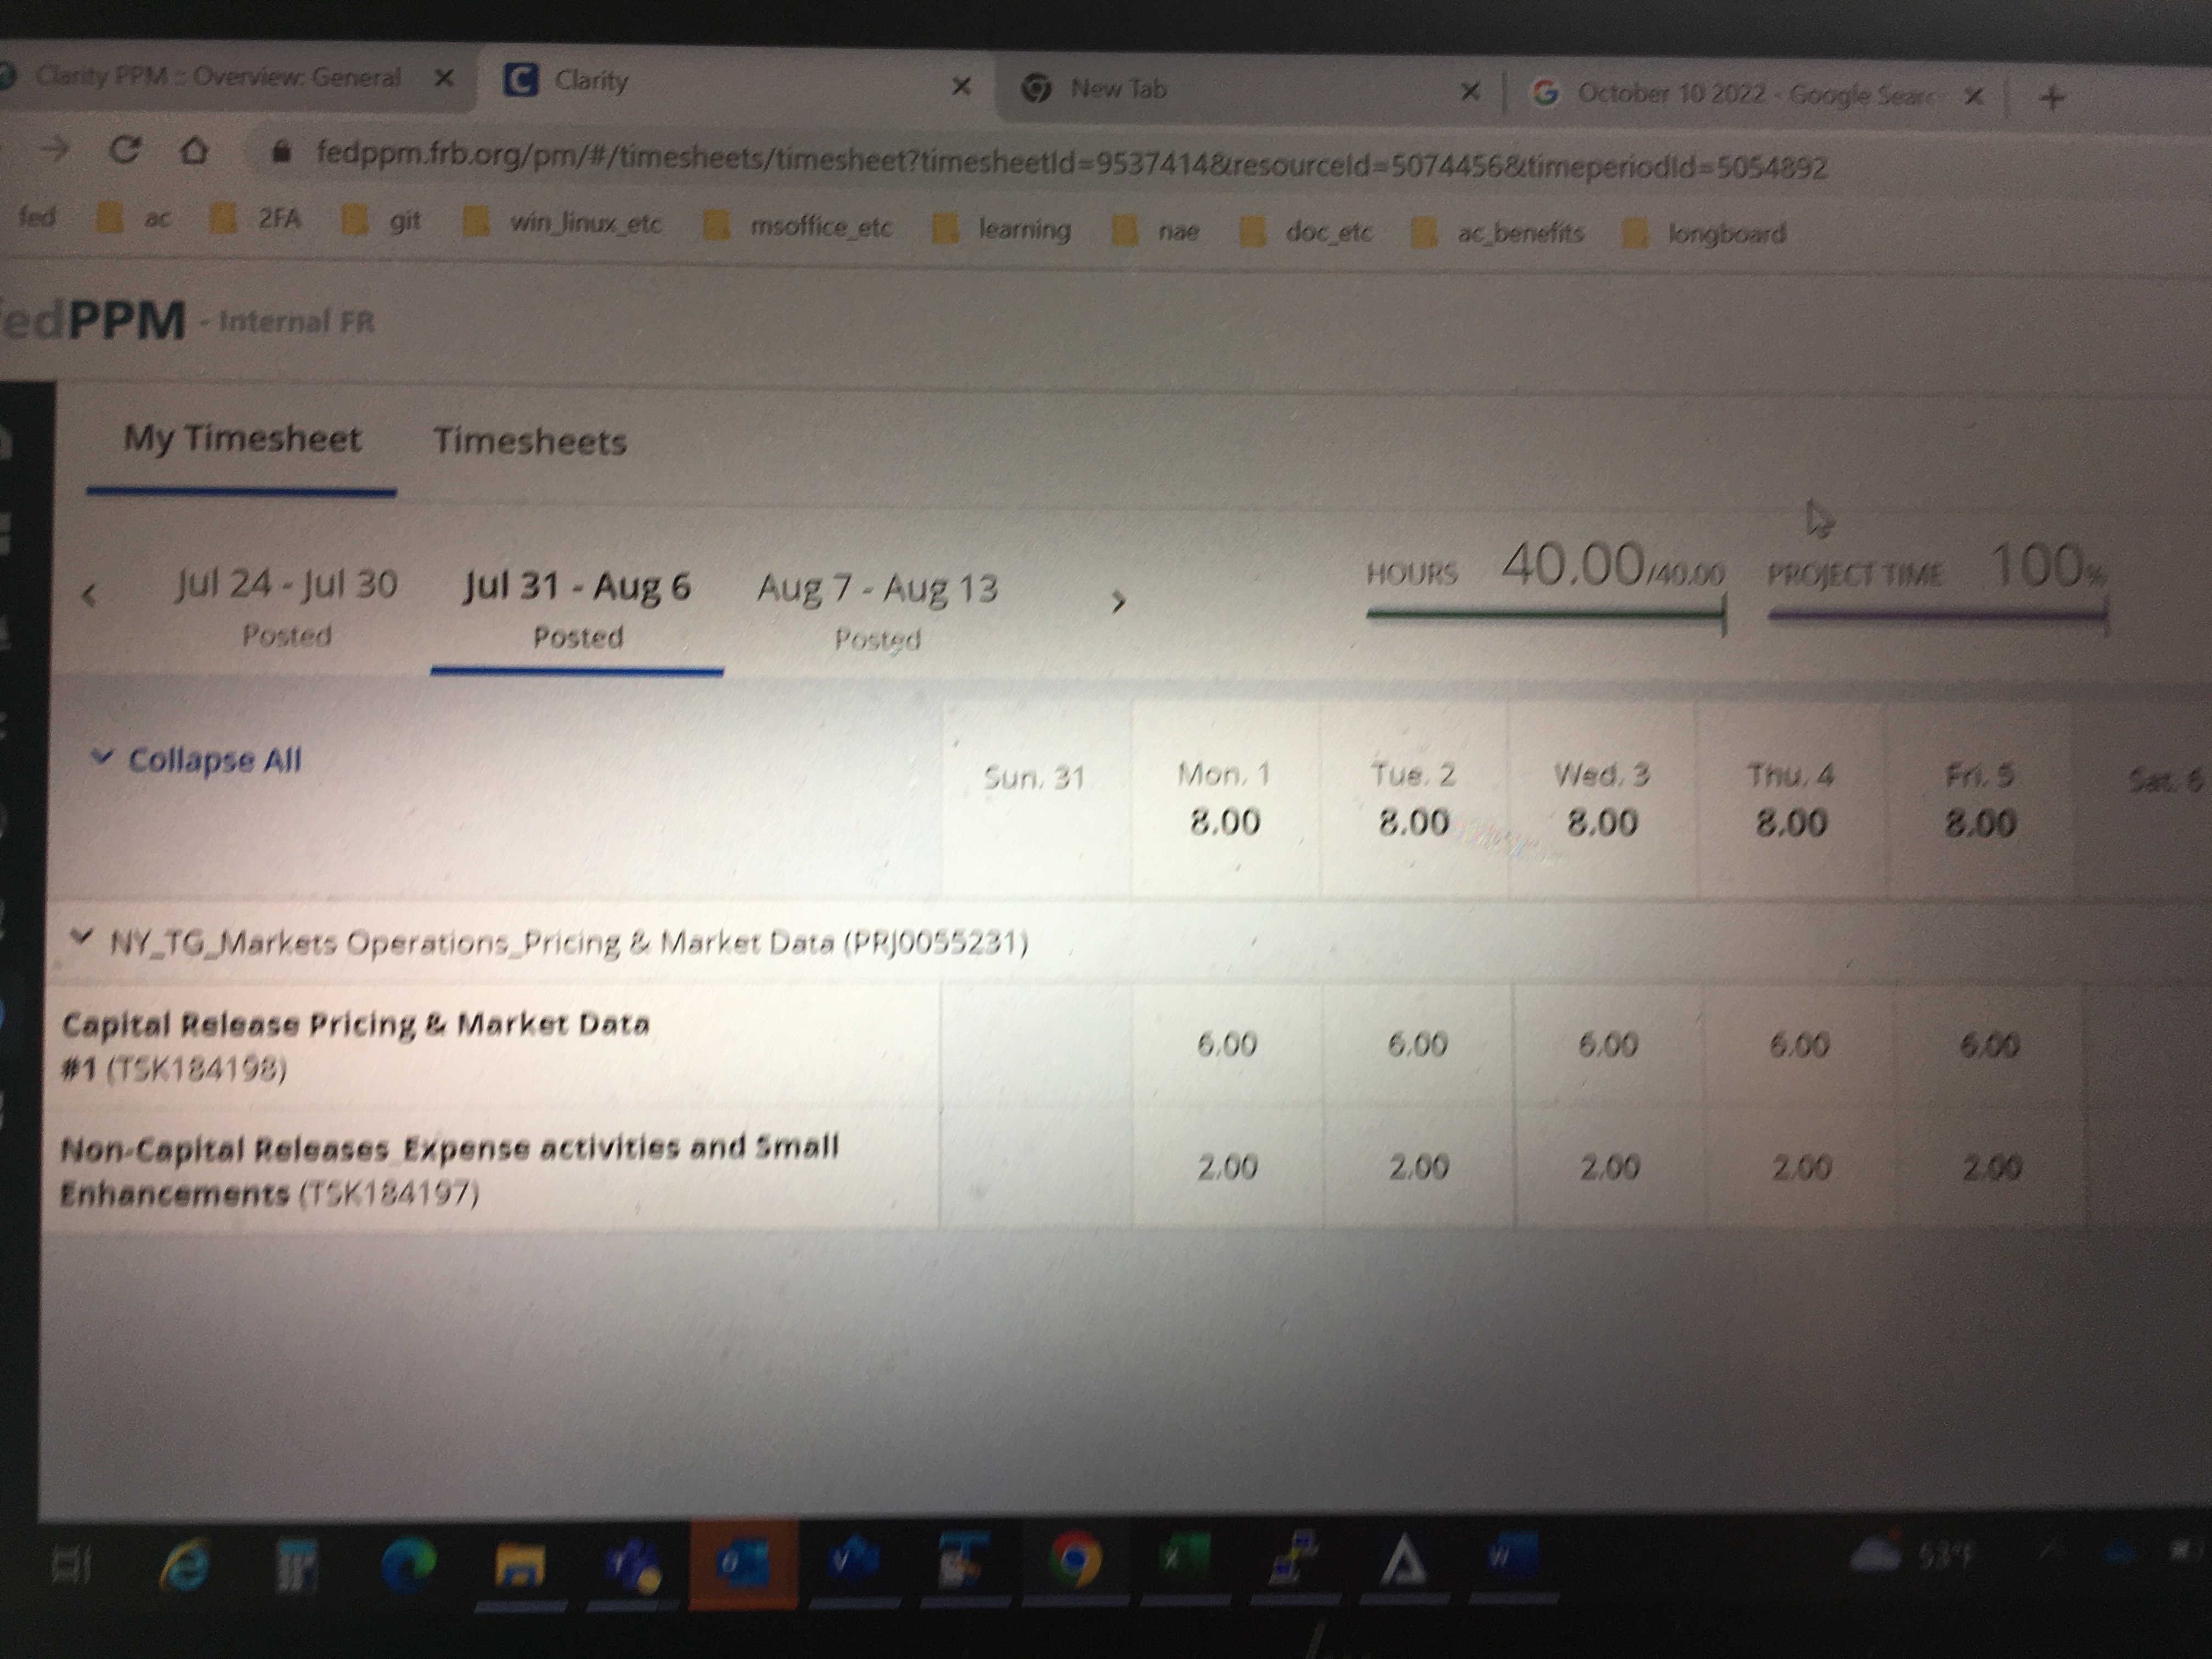 Clarity PPM :: Overview: General
Clarity
New Tab
October 10 2022 - Google Searc
fedppm.frb.org/pm/#/timesheets/timesheet?timesheetId=9537414&resourceId=5074456&timeperiodId=5054892
fed ac 2FA git win_linux_etc msoffice_etc learning nae doc_etc ac_benefits longboard
fedPPM - Internal FR
My Timesheet Timesheets
Jul 24 - Jul 30 Jul 31 - Aug 6 Aug 7 - Aug 13 HOURS 40.00/40.00 PROJECT TIME 100%
Posted Posted Posted
Collapse All Sun. 31 Mon. 1 Tue. 2 Wed. 3 Thu. 4 Fri. 5 Sat. 6
8.00 8.00 8.00 8.00 8.00
NY_TG_Markets Operations_Pricing & Market Data (PRJ0055231)
Capital Release Pricing & Market Data
#1 (TSK184198) 6.00 6.00 6.00 6.00 6.00
Non-Capital Releases_Expense activities and Small
Enhancements (TSK184197) 2.00 2.00 2.00 2.00 2.00
53°F